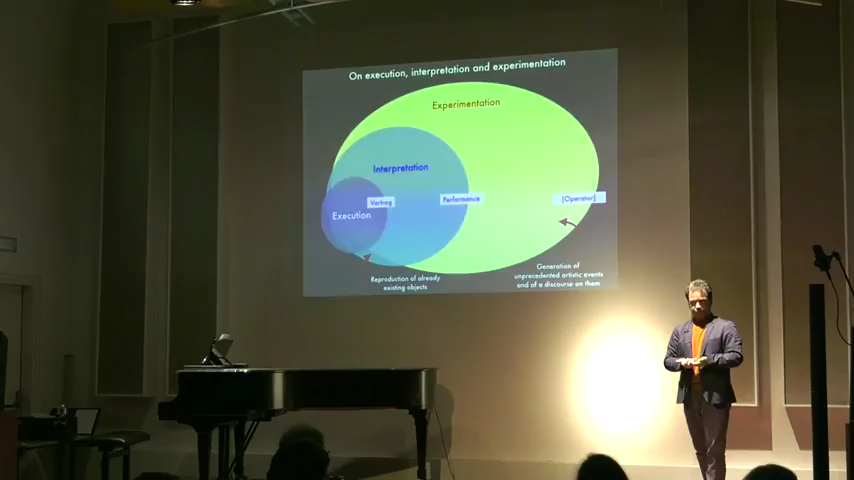 On execution, interpretation and experimentation
Experimentation
Interpretation
Vortrag
Performance
[Operator]
Execution
Reproduction of already
existing objects
Generation of
unprecedented artistic events
and of a discourse on them